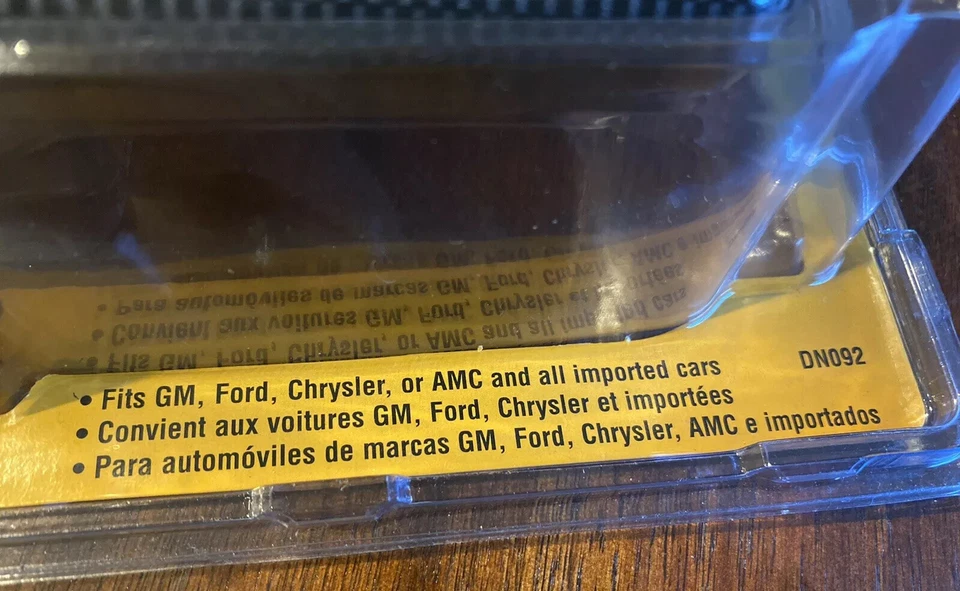 • Fits GM, Ford, Chrysler, or AMC and all imported cars
DN092
• Convient aux voitures GM, Ford, Chrysler et importées
• Para automóviles de marcas GM, Ford, Chrysler, AMC e importados